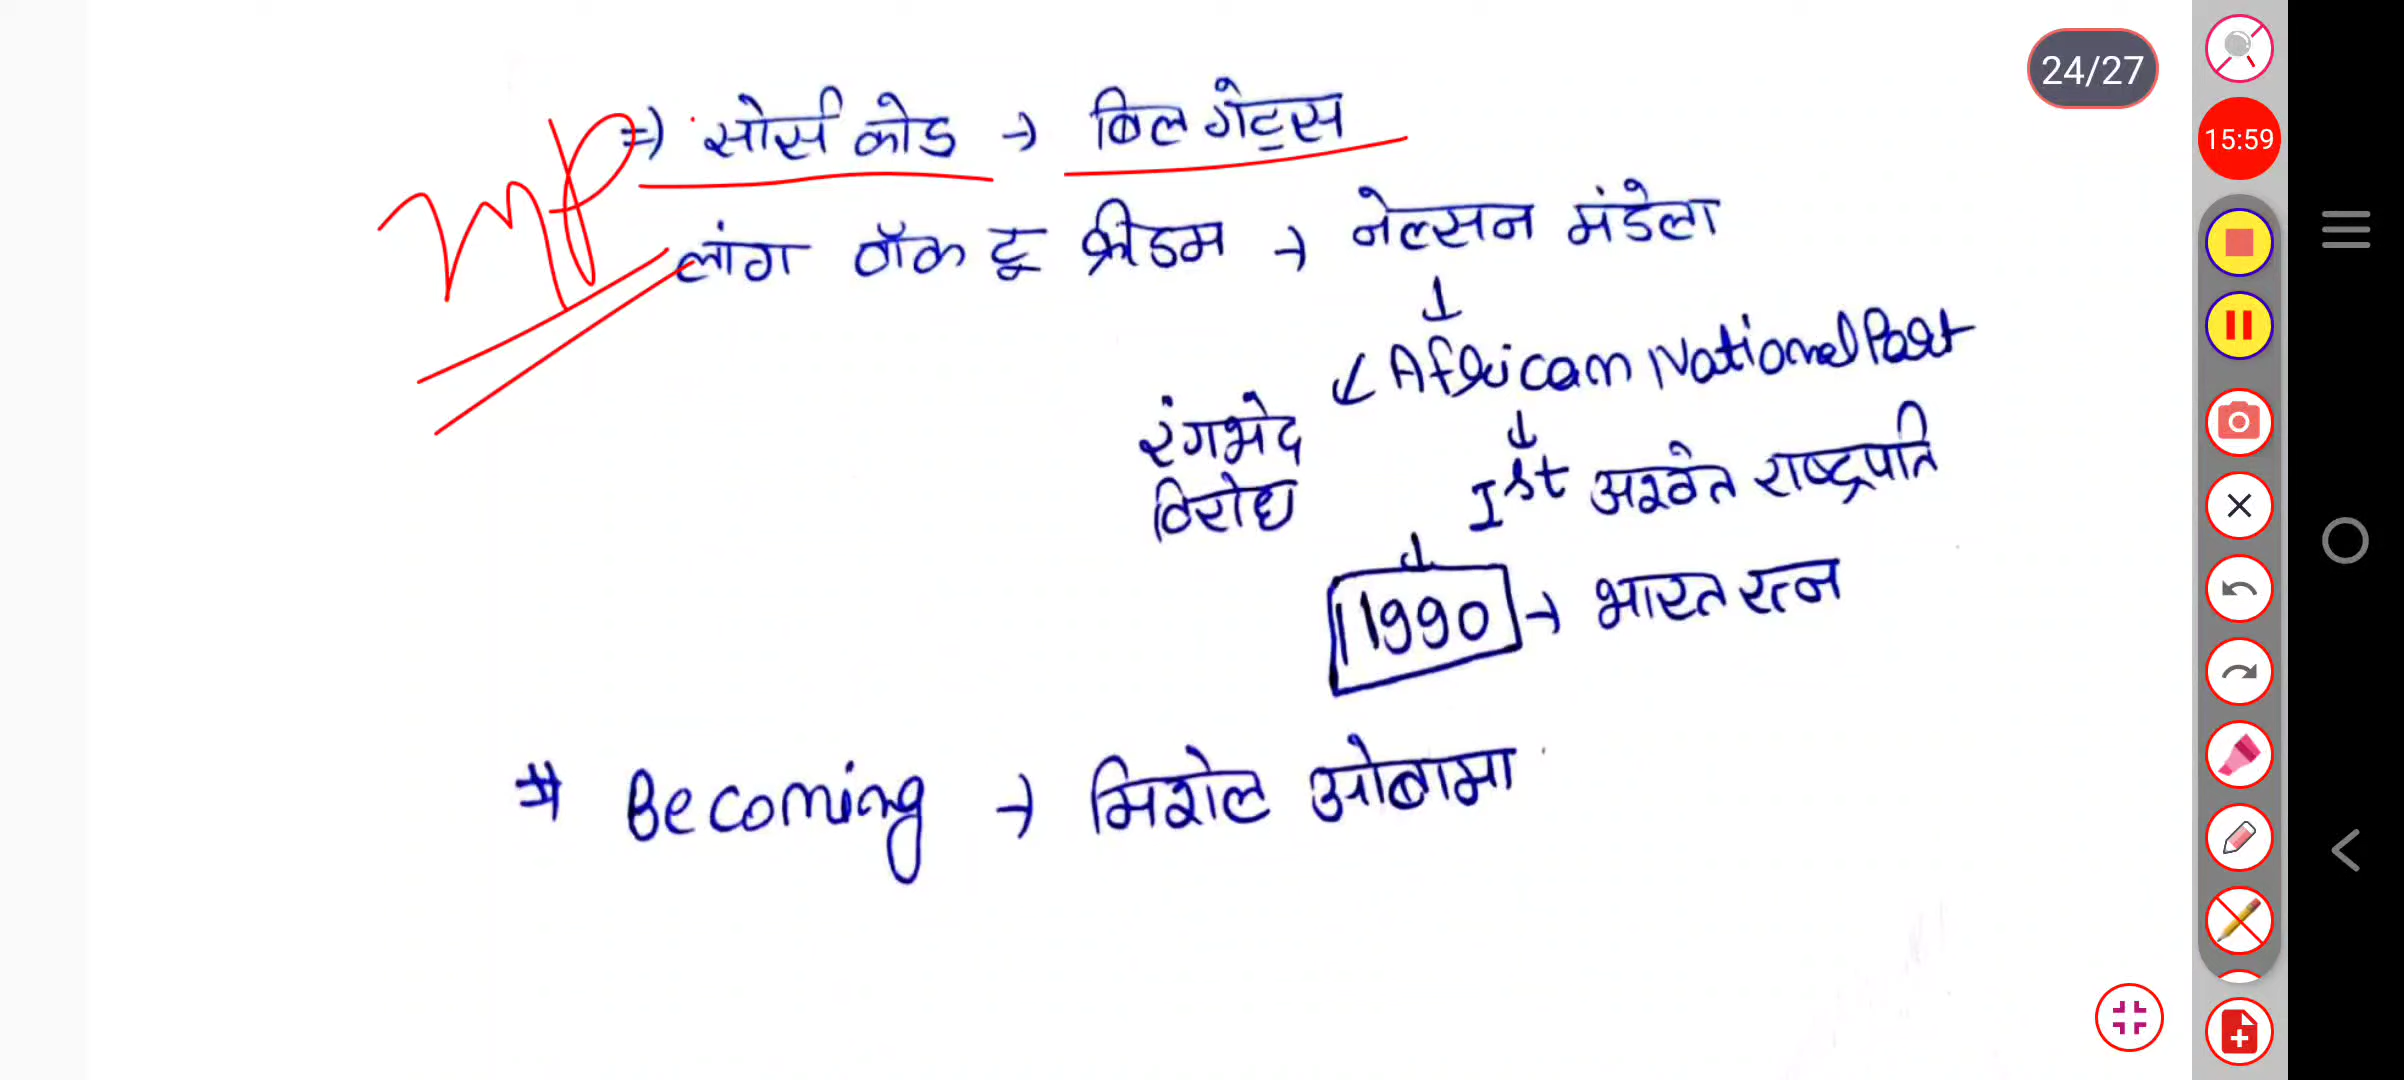 24/27
15:59
=) सोर्स कोड → बिल गेट्स
MP
लांग वॉक टू फ्रीडम → नेल्सन मंडेला
African National Part
रंगभेद
विरोध
Ist अश्वेत राष्ट्रपति
1990 → भारत रत्न
# Becoming → मिशेल ओबामा